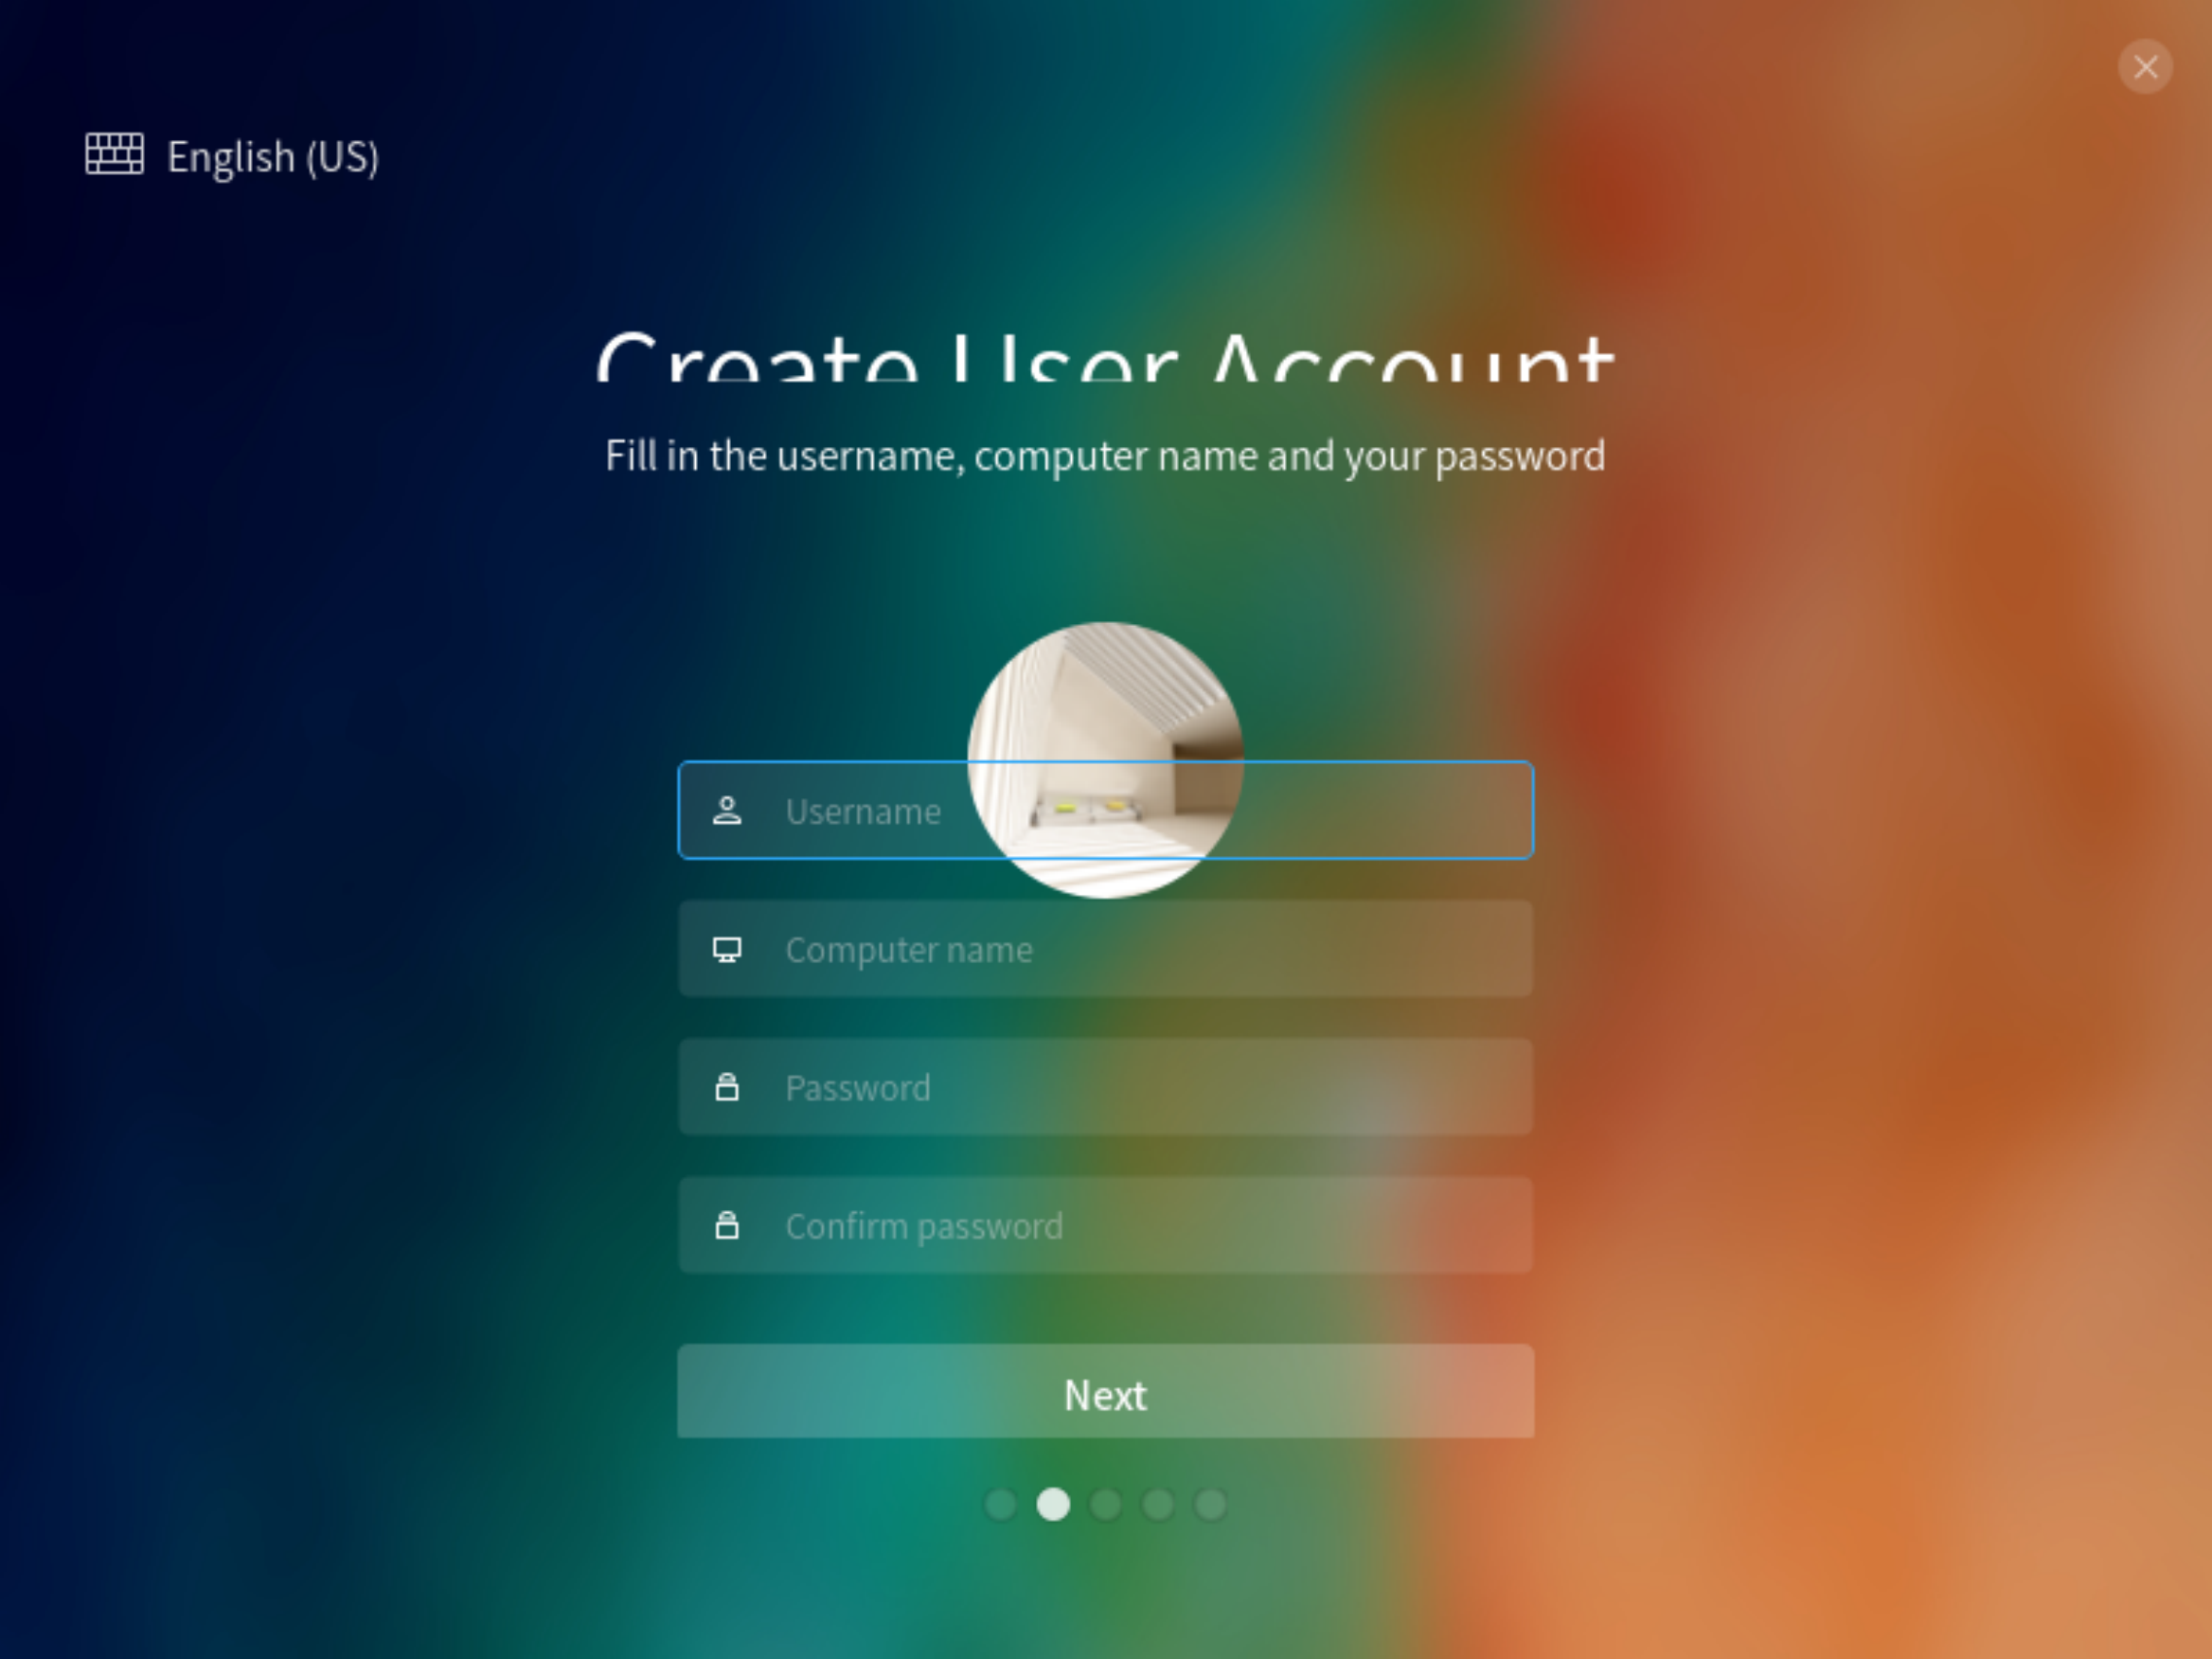 English (US)
Create User Account
Fill in the username, computer name and your password
Username
Computer name
Password
Confirm password
Next